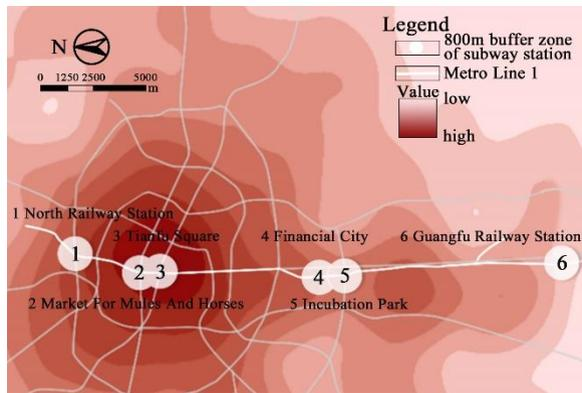 Legend
800m buffer zone
of subway station
Metro Line 1
Value
low
high
N
0 1250 2500 5000
m
1 North Railway Station
3 Tianfu Square
4 Financial City
6 Guangfu Railway Station
1
2
3
4
5
6
2 Market For Mules And Horses
5 Incubation Park